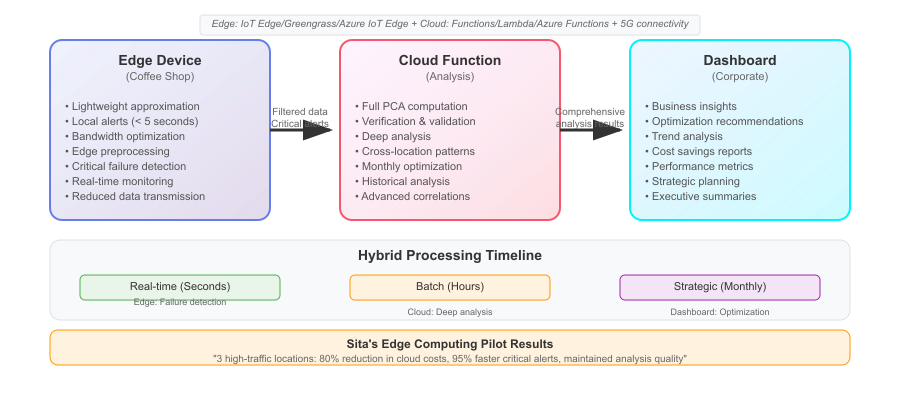 Edge: IoT Edge/Greengrass/Azure IoT Edge + Cloud: Functions/Lambda/Azure Functions + 5G connectivity
Edge Device
(Coffee Shop)
• Lightweight approximation
• Local alerts (< 5 seconds)
• Bandwidth optimization
• Edge preprocessing
• Critical failure detection
• Real-time monitoring
• Reduced data transmission
Filtered data
Critical alerts
Cloud Function
(Analysis)
• Full PCA computation
• Verification & validation
• Deep analysis
• Cross-location patterns
• Monthly optimization
• Historical analysis
• Advanced correlations
Comprehensive
analysis results
Dashboard
(Corporate)
• Business insights
• Optimization recommendations
• Trend analysis
• Cost savings reports
• Performance metrics
• Strategic planning
• Executive summaries
Hybrid Processing Timeline
Real-time (Seconds)
Edge: Failure detection
Batch (Hours)
Cloud: Deep analysis
Strategic (Monthly)
Dashboard: Optimization
Sita's Edge Computing Pilot Results
"3 high-traffic locations: 80% reduction in cloud costs, 95% faster critical alerts, maintained analysis quality"